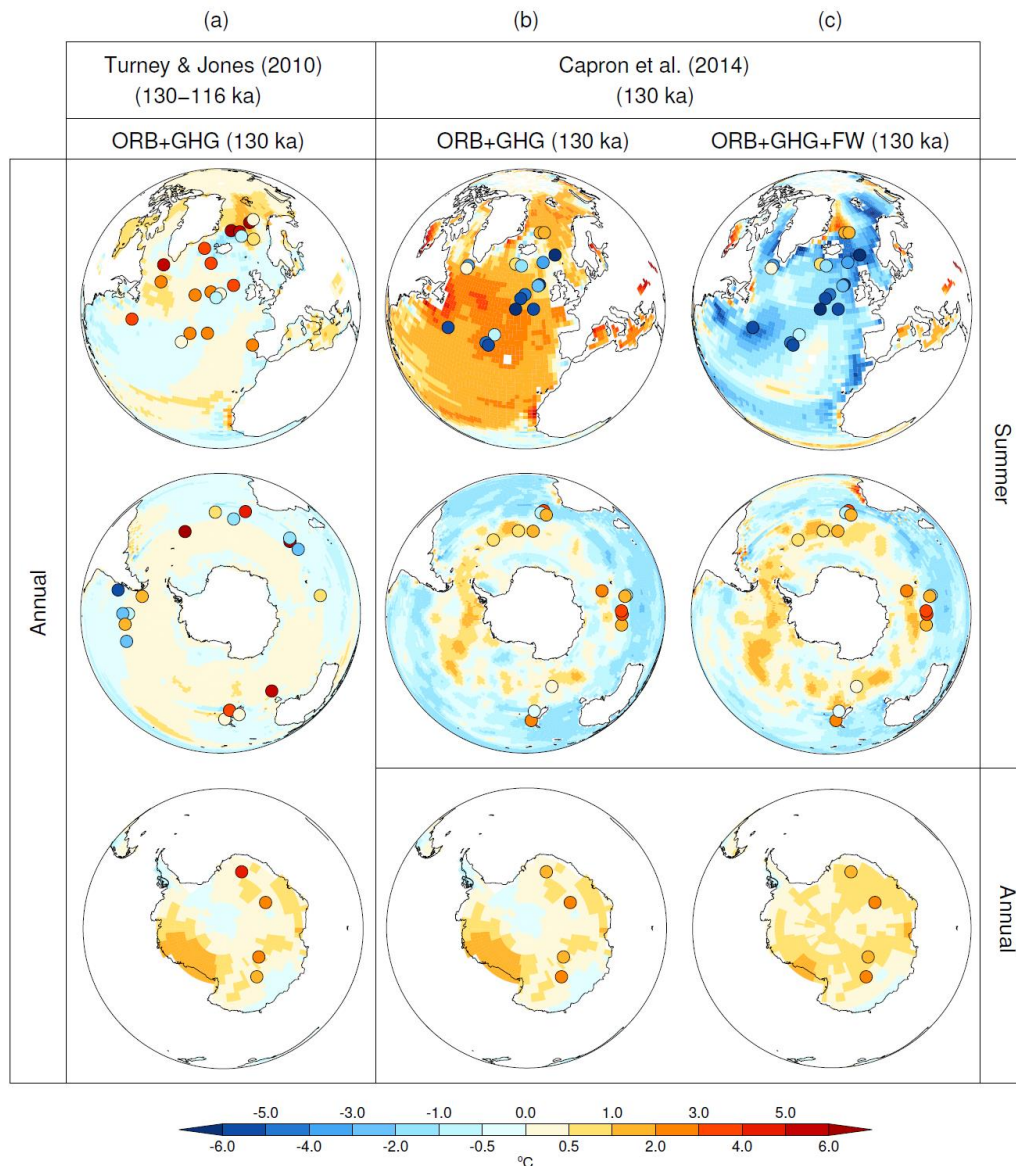 (a)
(b)
(c)
Turney & Jones (2010)
(130−116 ka)
Capron et al. (2014)
(130 ka)
ORB+GHG (130 ka)
ORB+GHG (130 ka)
ORB+GHG+FW (130 ka)
Annual
Summer
Annual
-5.0 -3.0 -1.0 0.0 1.0 3.0 5.0
-6.0 -4.0 -2.0 -0.5 0.5 2.0 4.0 6.0
ºC